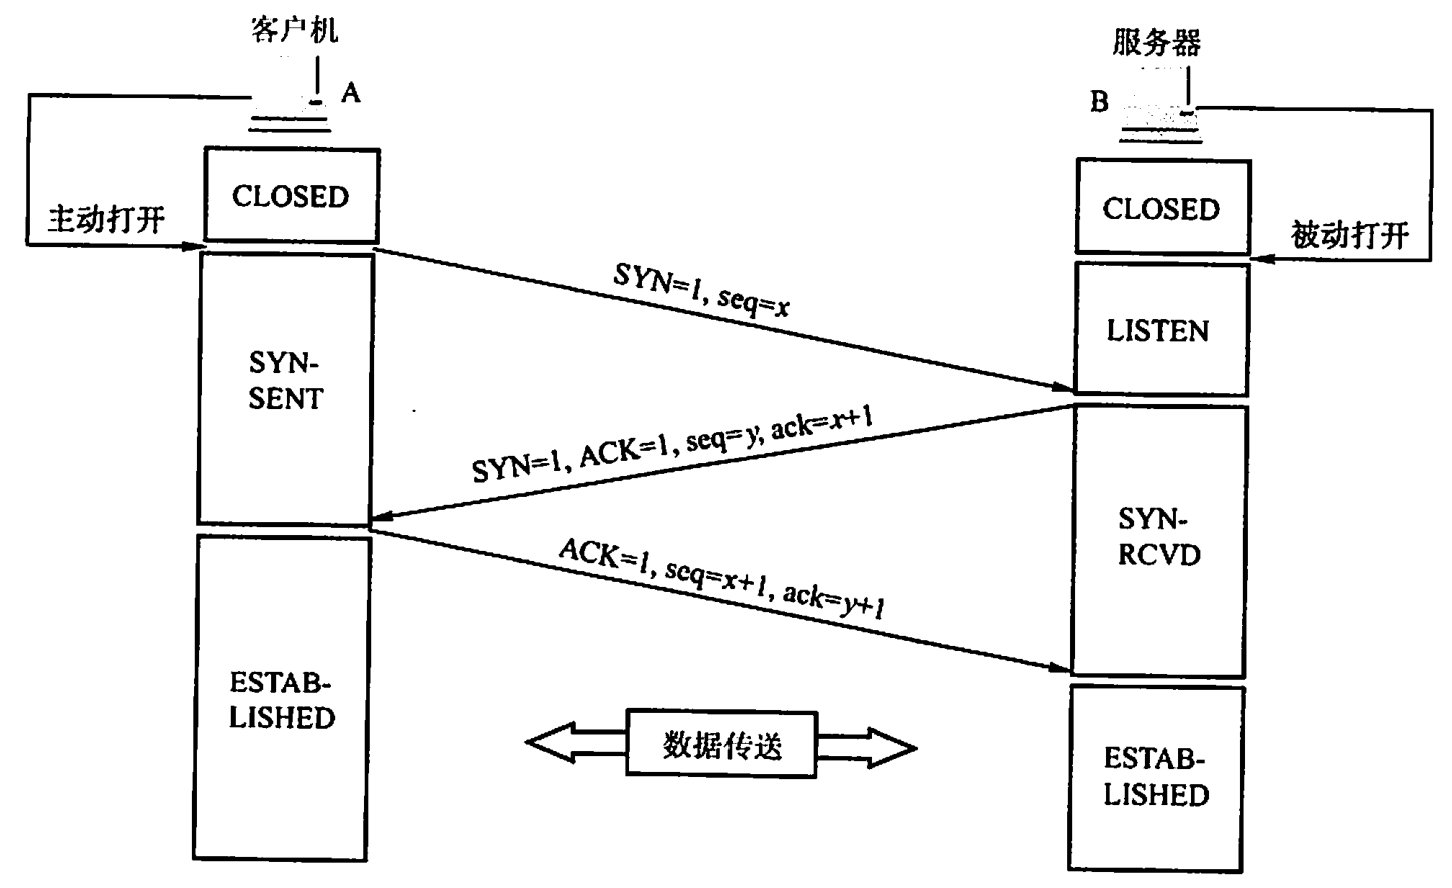 客户机
服务器
A
B
CLOSED
CLOSED
主动打开
被动打开
SYN=1, seq=x
LISTEN
SYN-
SENT
SYN=1, ACK=1, seq=y, ack=x+1
SYN-
RCVD
ACK=1, seq=x+1, ack=y+1
ESTAB-
LISHED
数据传送
ESTAB-
LISHED